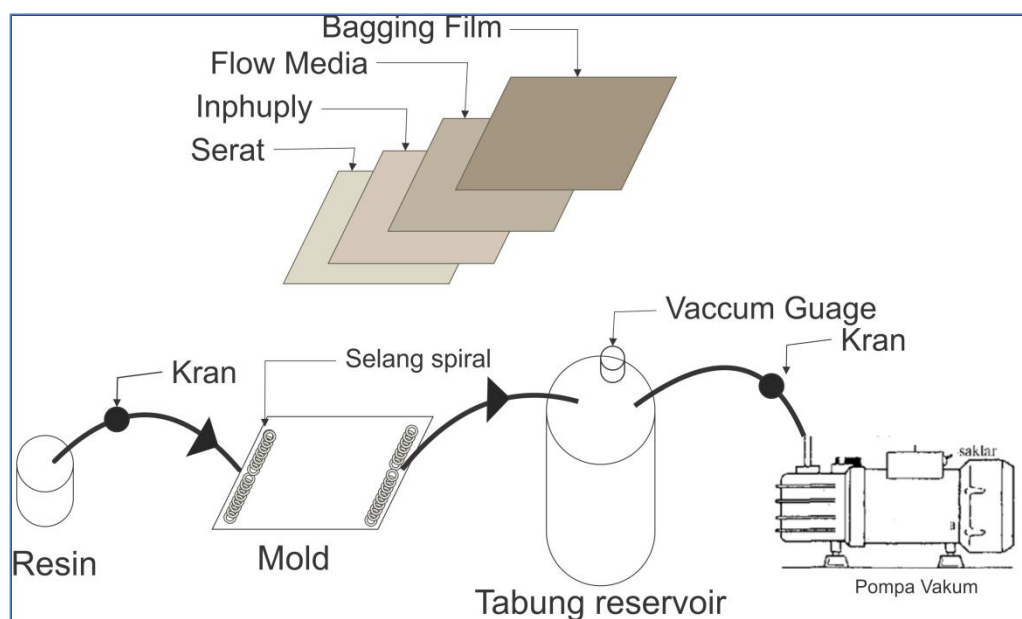 Bagging Film
Flow Media
Inphuply
Serat
Vaccum Guage
Kran
Selang spiral
Kran
saklar
Resin
Mold
Tabung reservoir
Pompa Vakum